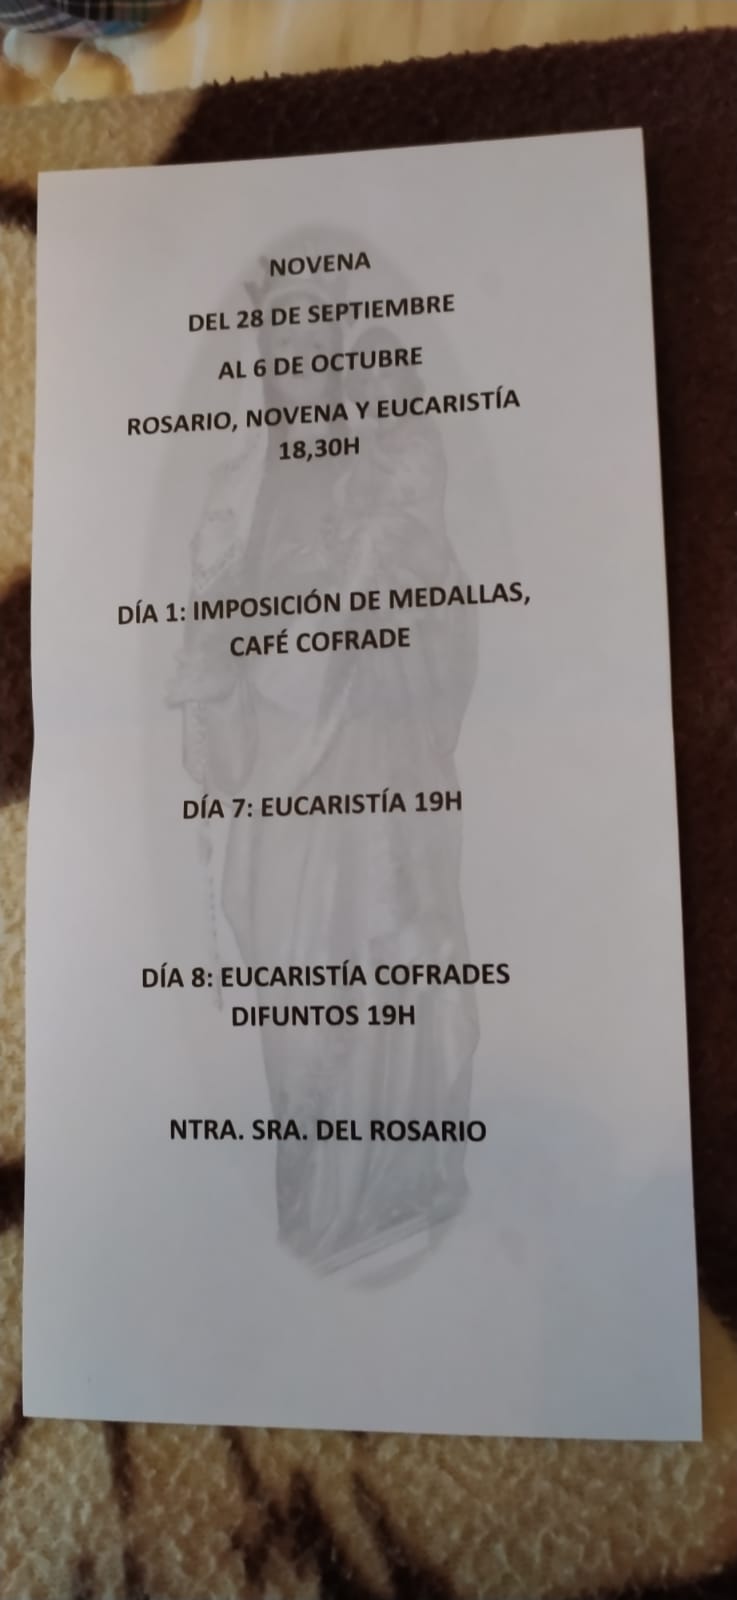 NOVENA
DEL 28 DE SEPTIEMBRE
AL 6 DE OCTUBRE
ROSARIO, NOVENA Y EUCARISTÍA
18,30H
DÍA 1: IMPOSICIÓN DE MEDALLAS,
CAFÉ COFRADE
DÍA 7: EUCARISTÍA 19H
DÍA 8: EUCARISTÍA COFRADES
DIFUNTOS 19H
NTRA. SRA. DEL ROSARIO